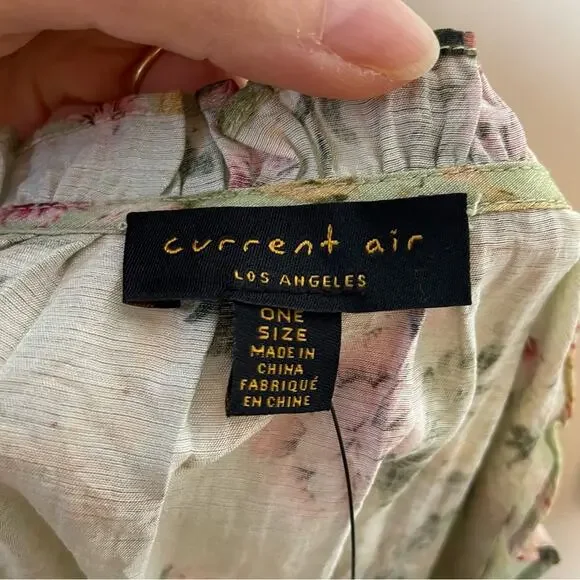 current air
LOS ANGELES
ONE
SIZE
MADE IN
CHINA
FABRIQUÉ
EN CHINE